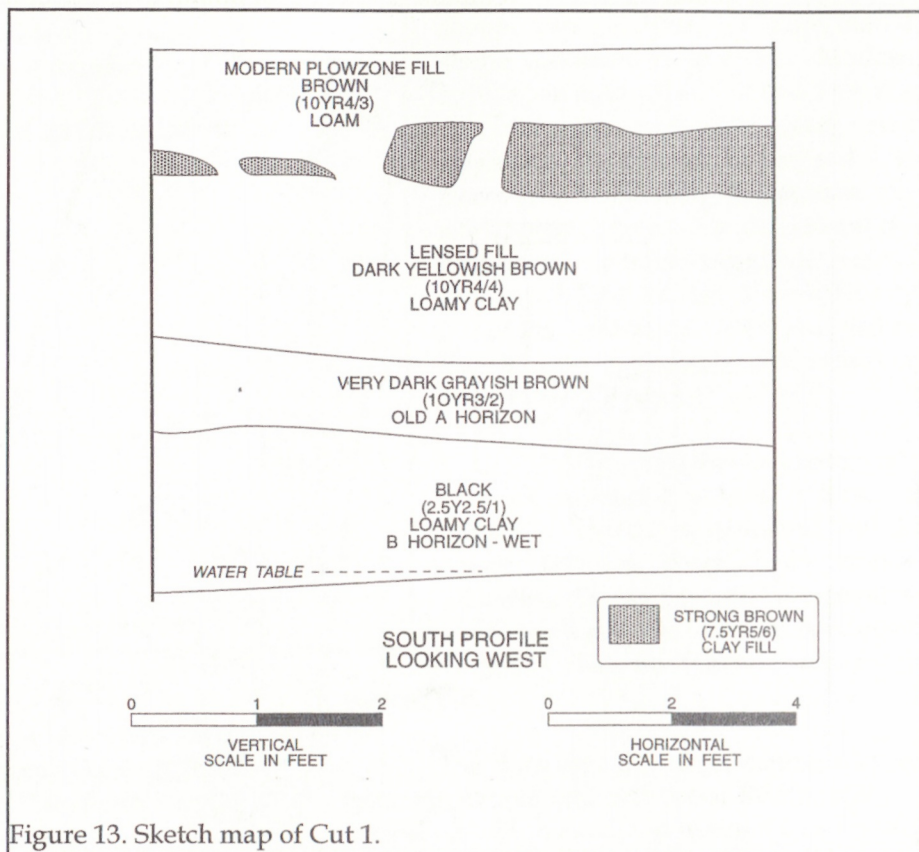 MODERN PLOWZONE FILL
BROWN
(10YR4/3)
LOAM
LENSED FILL
DARK YELLOWISH BROWN
(10YR4/4)
LOAMY CLAY
VERY DARK GRAYISH BROWN
(10YR3/2)
OLD A HORIZON
BLACK
(2.5Y2.5/1)
LOAMY CLAY
B HORIZON - WET
WATER TABLE
SOUTH PROFILE
LOOKING WEST
STRONG BROWN
(7.5YR5/6)
CLAY FILL
0 1 2
VERTICAL
SCALE IN FEET
0 2 4
HORIZONTAL
SCALE IN FEET
Figure 13. Sketch map of Cut 1.